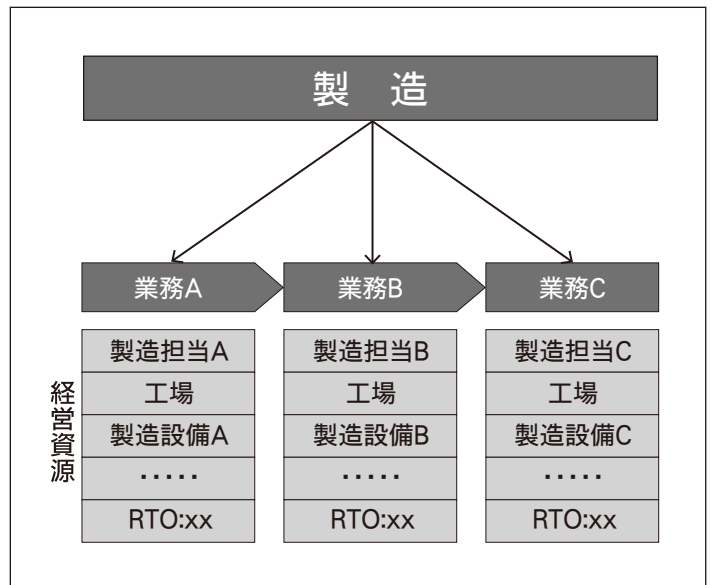 製　造
業務A
業務B
業務C
経営資源
製造担当A
製造担当B
製造担当C
工場
工場
工場
製造設備A
製造設備B
製造設備C
・・・・・
・・・・・
・・・・・
RTO:xx
RTO:xx
RTO:xx